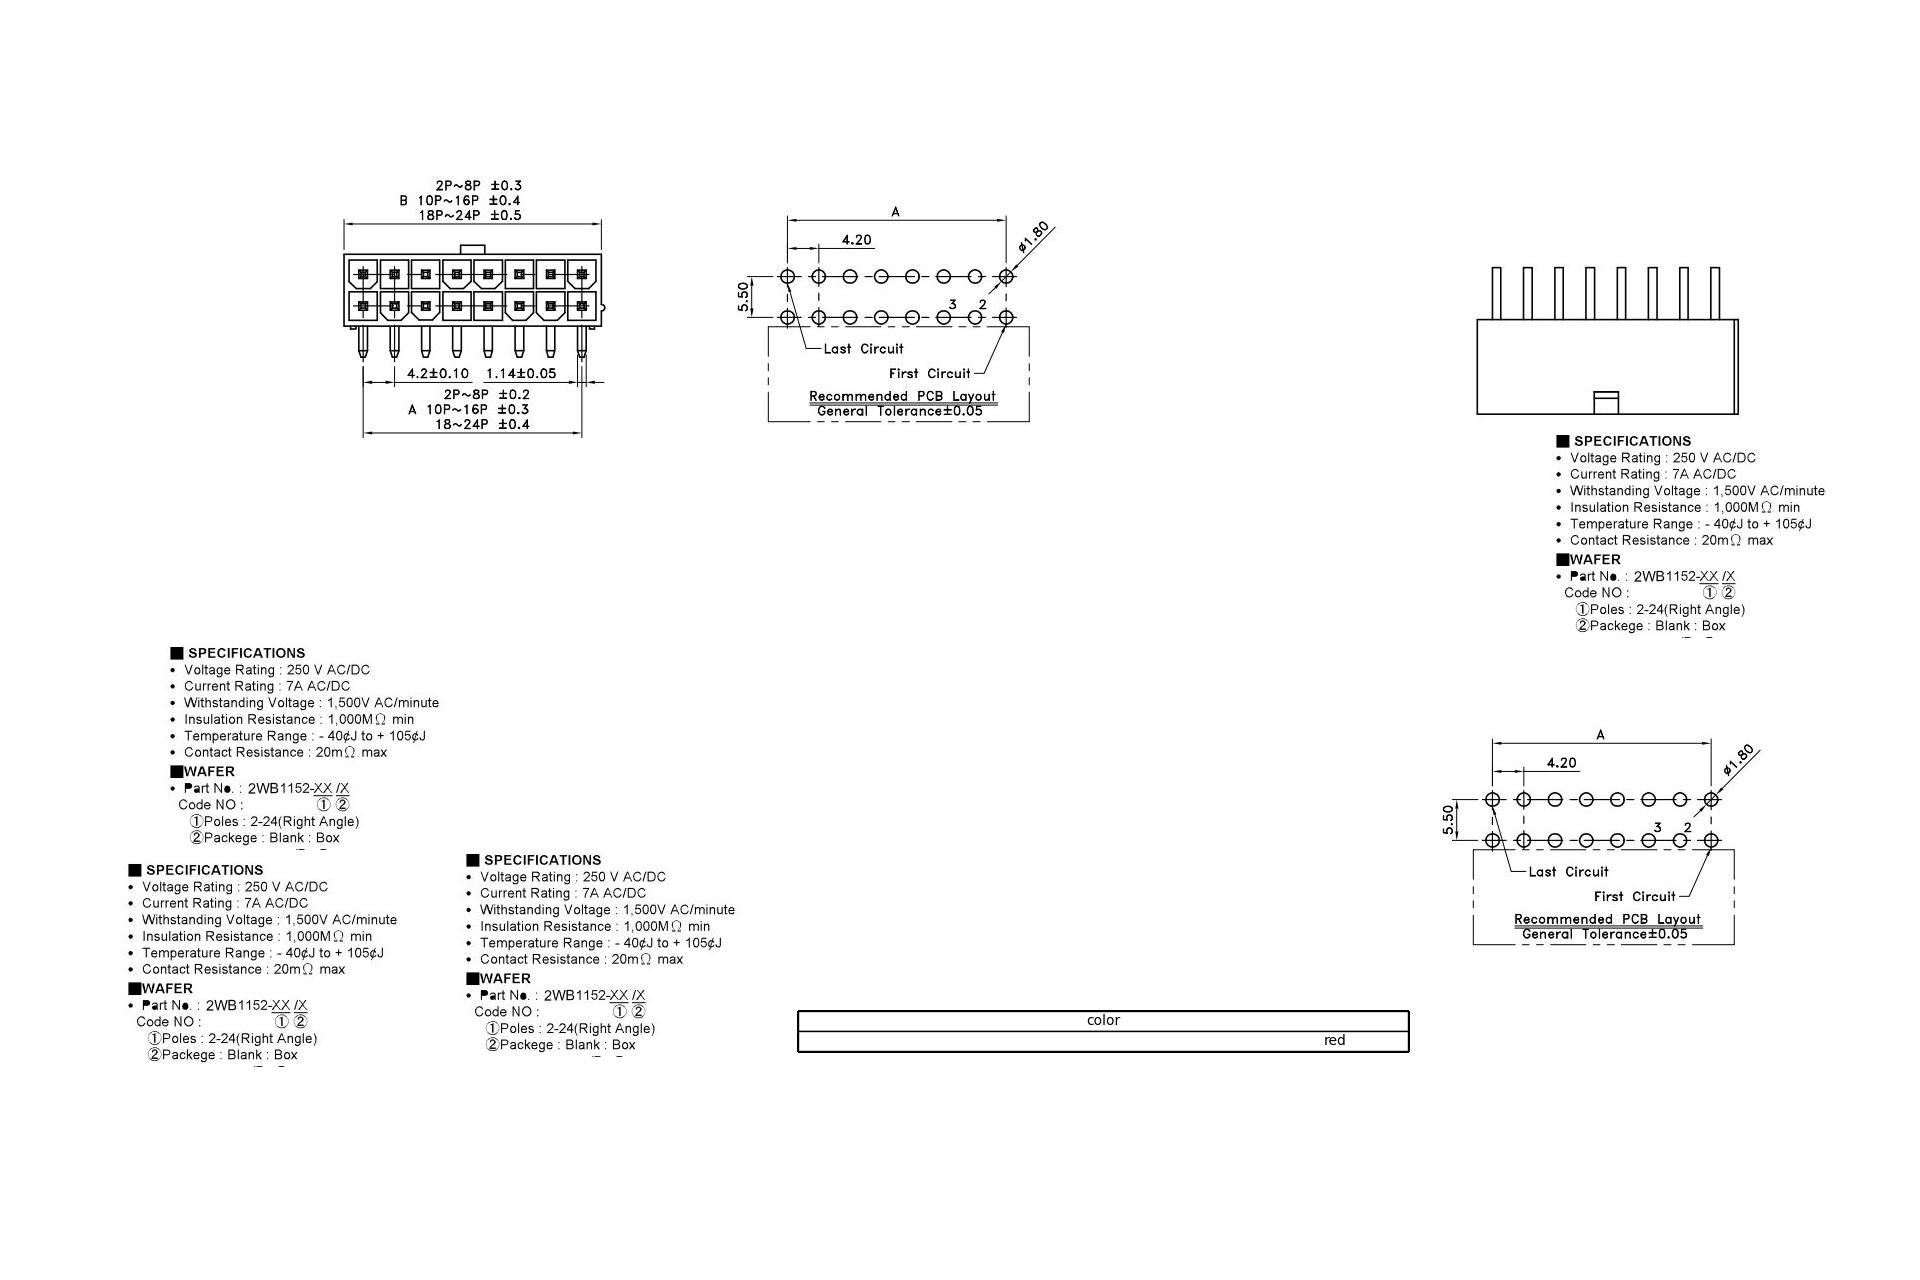 2P~8P ±0.3
B 10P~16P ±0.4
18P~24P ±0.5
4.2±0.10 1.14±0.05
2P~8P ±0.2
A 10P~16P ±0.3
18~24P ±0.4
A
4.20
ø1.80
5.50
3 2
Last Circuit
First Circuit
Recommended PCB Layout
General Tolerance±0.05
■ SPECIFICATIONS
• Voltage Rating : 250 V AC/DC
• Current Rating : 7A AC/DC
• Withstanding Voltage : 1,500V AC/minute
• Insulation Resistance : 1,000MΩ min
• Temperature Range : - 40¢J to + 105¢J
• Contact Resistance : 20mΩ max
■WAFER
• Part No. : 2WB1152-XX /X
Code NO : ① ②
①Poles : 2-24(Right Angle)
②Packege : Blank : Box
■ SPECIFICATIONS
• Voltage Rating : 250 V AC/DC
• Current Rating : 7A AC/DC
• Withstanding Voltage : 1,500V AC/minute
• Insulation Resistance : 1,000MΩ min
• Temperature Range : - 40¢J to + 105¢J
• Contact Resistance : 20mΩ max
■WAFER
• Part No. : 2WB1152-XX /X
Code NO : ① ②
①Poles : 2-24(Right Angle)
②Packege : Blank : Box
A
4.20
ø1.80
5.50
3 2
Last Circuit
First Circuit
Recommended PCB Layout
General Tolerance±0.05
■ SPECIFICATIONS
• Voltage Rating : 250 V AC/DC
• Current Rating : 7A AC/DC
• Withstanding Voltage : 1,500V AC/minute
• Insulation Resistance : 1,000MΩ min
• Temperature Range : - 40¢J to + 105¢J
• Contact Resistance : 20mΩ max
■WAFER
• Part No. : 2WB1152-XX /X
Code NO : ① ②
①Poles : 2-24(Right Angle)
②Packege : Blank : Box
■ SPECIFICATIONS
• Voltage Rating : 250 V AC/DC
• Current Rating : 7A AC/DC
• Withstanding Voltage : 1,500V AC/minute
• Insulation Resistance : 1,000MΩ min
• Temperature Range : - 40¢J to + 105¢J
• Contact Resistance : 20mΩ max
■WAFER
• Part No. : 2WB1152-XX /X
Code NO : ① ②
①Poles : 2-24(Right Angle)
②Packege : Blank : Box
color
red